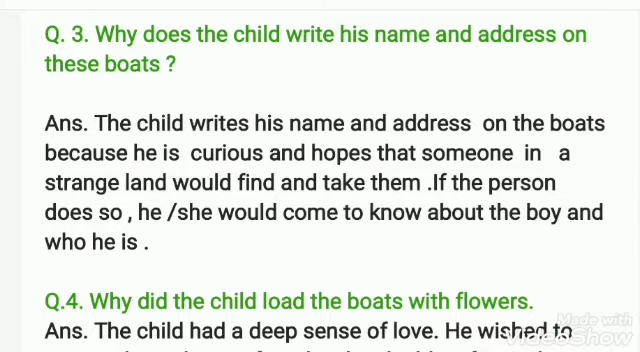 Q. 3. Why does the child write his name and address on
these boats ?
Ans. The child writes his name and address on the boats
because he is curious and hopes that someone in a
strange land would find and take them .If the person
does so , he /she would come to know about the boy and
who he is .
Q.4. Why did the child load the boats with flowers.
Ans. The child had a deep sense of love. He wished to
Made with
VideoShow